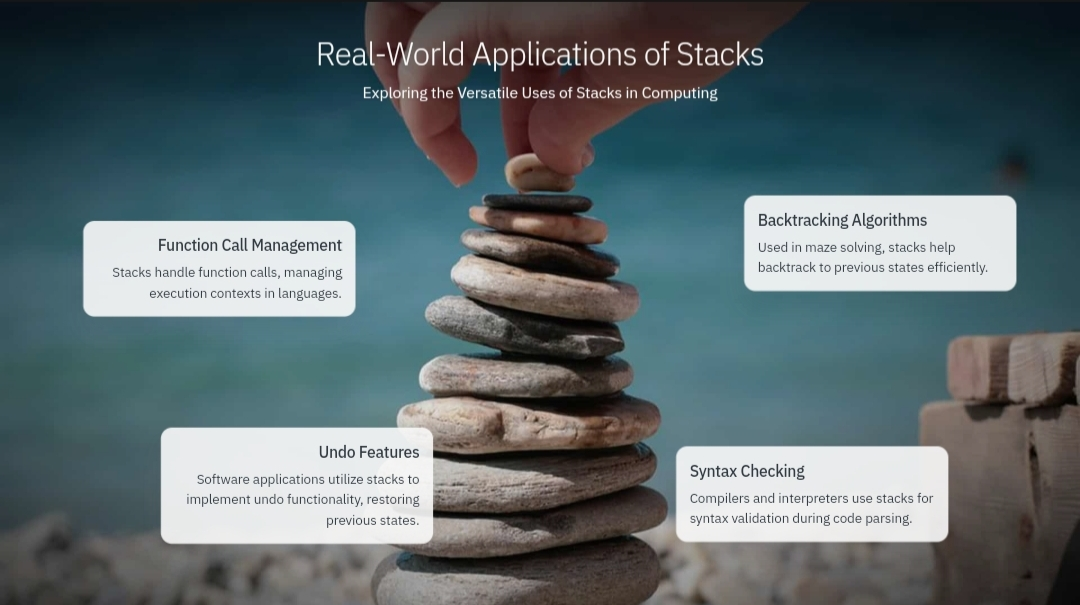 Real-World Applications of Stacks
Exploring the Versatile Uses of Stacks in Computing
Function Call Management
Stacks handle function calls, managing
execution contexts in languages.
Backtracking Algorithms
Used in maze solving, stacks help
backtrack to previous states efficiently.
Undo Features
Software applications utilize stacks to
implement undo functionality, restoring
previous states.
Syntax Checking
Compilers and interpreters use stacks for
syntax validation during code parsing.